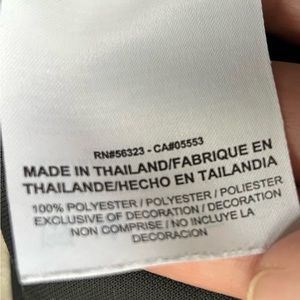 RN#56323 - CA#05553
MADE IN THAILAND/FABRIQUE EN
THAILANDE/HECHO EN TAILANDIA
100% POLYESTER / POLYESTER / POLIESTER
EXCLUSIVE OF DECORATION / DECORATION
NON COMPRISE / NO INCLUYE LA
DECORACION